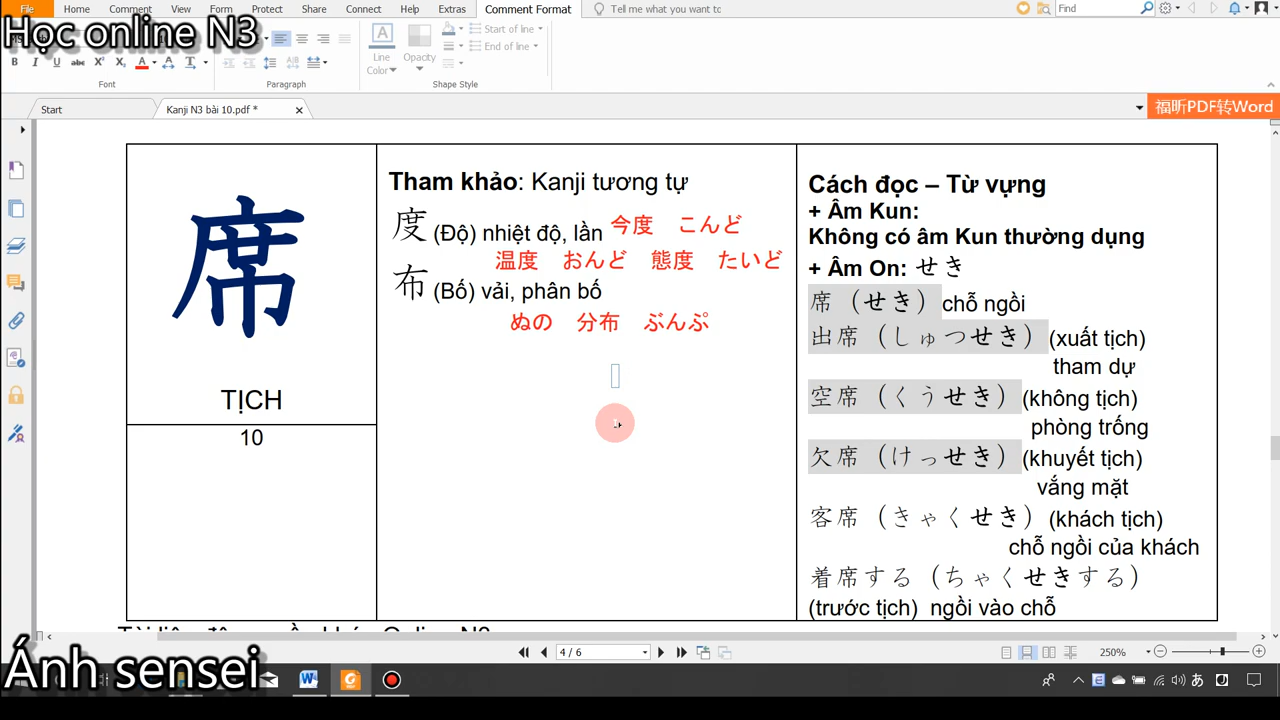 File Home Comment View Form Protect Share Connect Help Extras Comment Format Tell me what you want tc Find
Học online N3
Line Color Opacity Start of line End of line
Font Paragraph Shape Style
Start Kanji N3 bài 10.pdf * 福昕PDF转Word
席
TỊCH
10
Tham khảo: Kanji tương tự
度 (Độ) nhiệt độ, lần 今度 こんど
温度 おんど 態度 たいど
布 (Bố) vải, phân bố
ぬの 分布 ぶんぷ
Cách đọc – Từ vựng
+ Âm Kun:
Không có âm Kun thường dụng
+ Âm On: せき
席（せき）chỗ ngồi
出席（しゅつせき）(xuất tịch)
tham dự
空席（くうせき）(không tịch)
phòng trống
欠席（けっせき）(khuyết tịch)
vắng mặt
客席（きゃくせき）(khách tịch)
chỗ ngồi của khách
着席する（ちゃくせきする）
(trước tịch) ngồi vào chỗ
4 / 6 250%
Ánh sensei